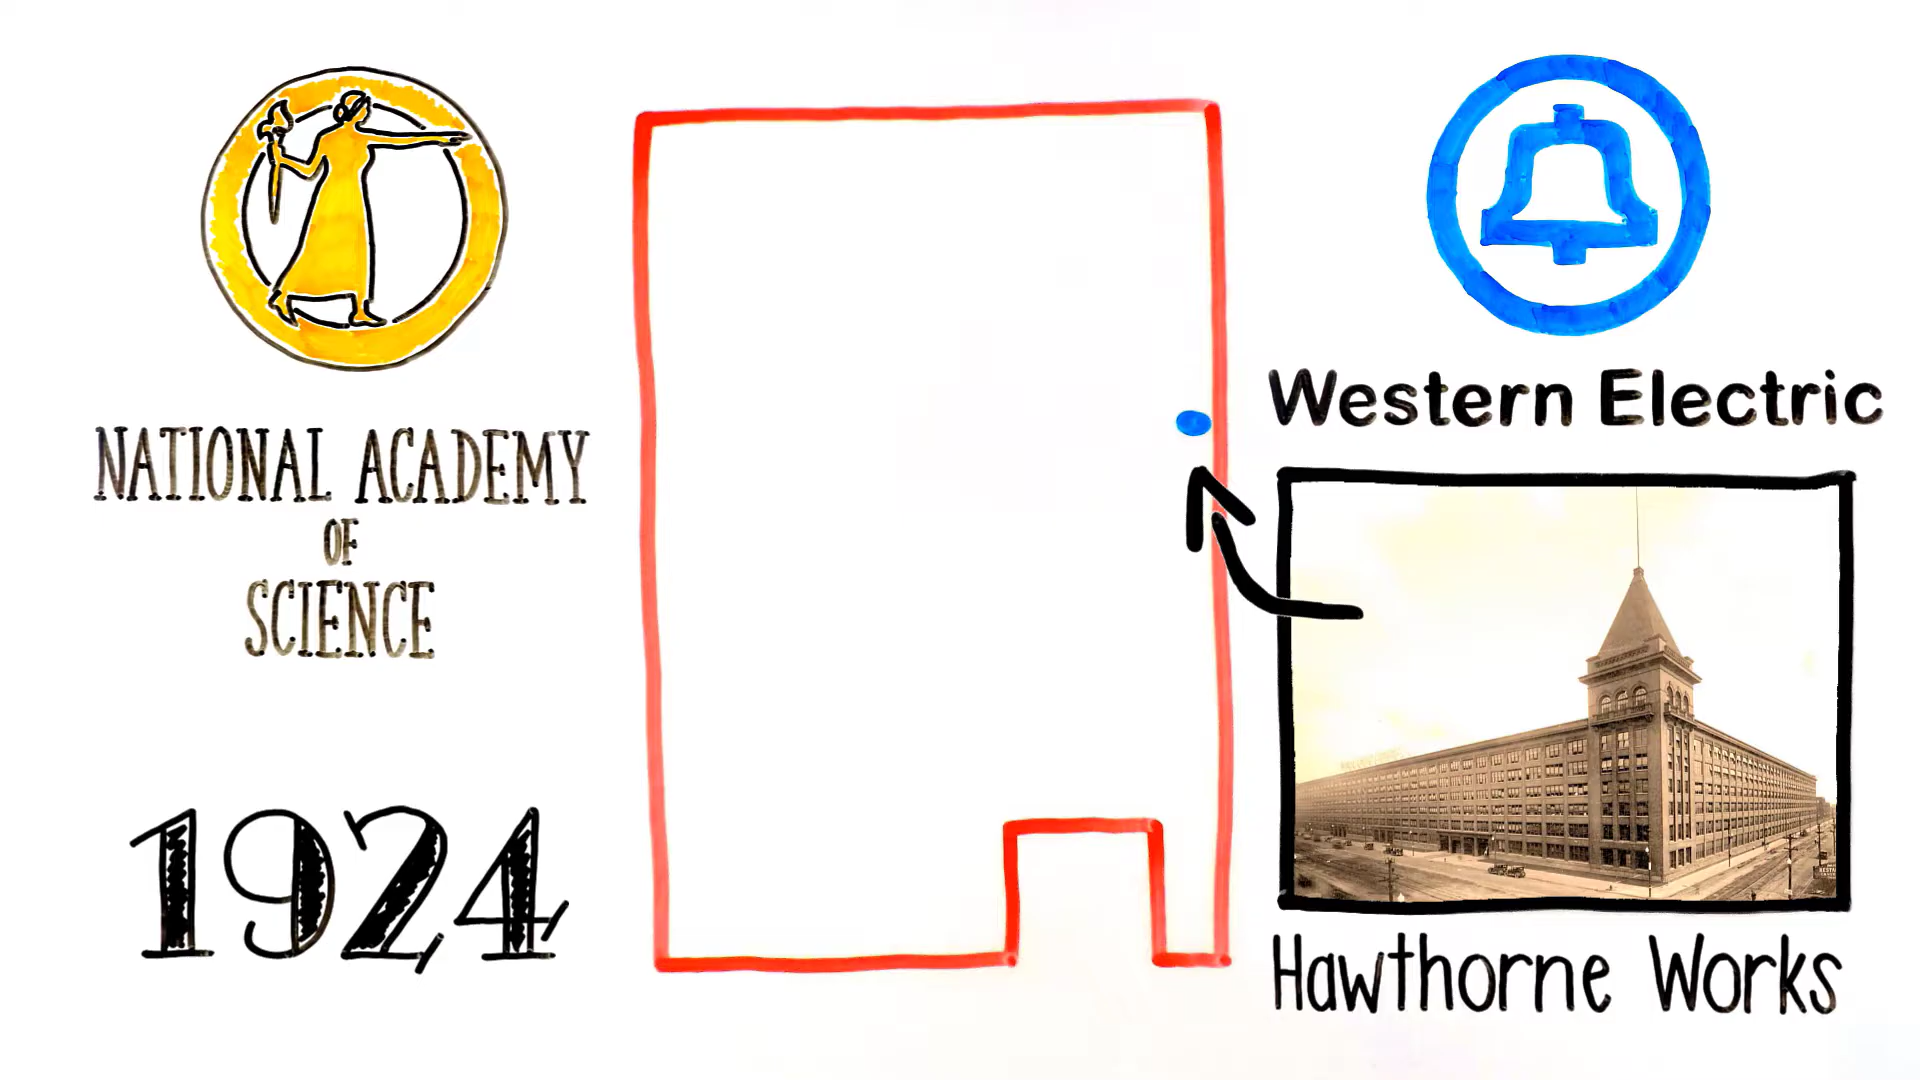 NATIONAL ACADEMY
OF
SCIENCE
1924
Western Electric
Hawthorne Works